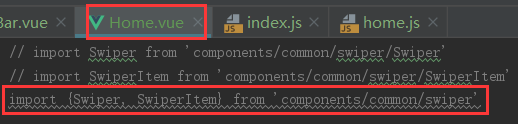 Bar.vue Home.vue index.js home.js
// import Swiper from 'components/common/swiper/Swiper'
// import SwiperItem from 'components/common/swiper/SwiperItem'
import {Swiper, SwiperItem} from 'components/common/swiper'